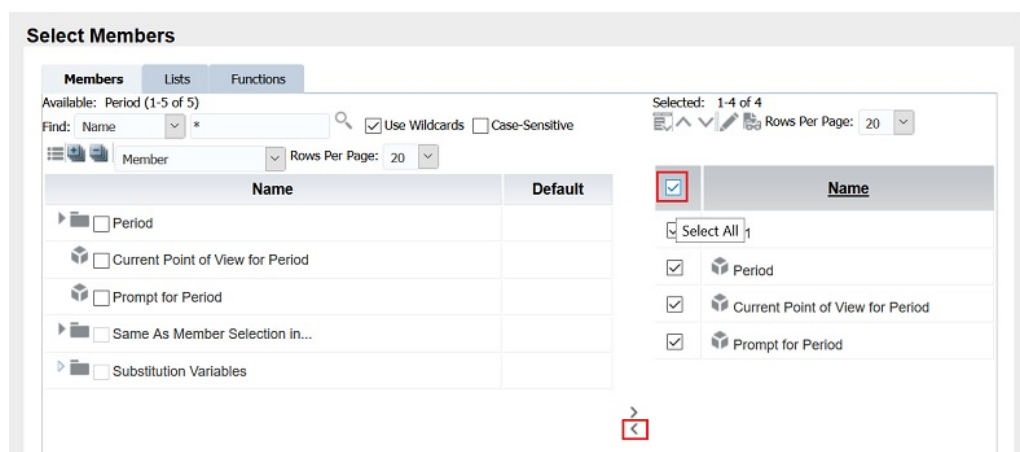 Select Members
Members Lists Functions
Available: Period (1-5 of 5)
Find: Name * Use Wildcards Case-Sensitive
Member Rows Per Page: 20
Name Default
Period
Current Point of View for Period
Prompt for Period
Same As Member Selection in...
Substitution Variables
Selected: 1-4 of 4
Rows Per Page: 20
Name
Select All
Period
Current Point of View for Period
Prompt for Period